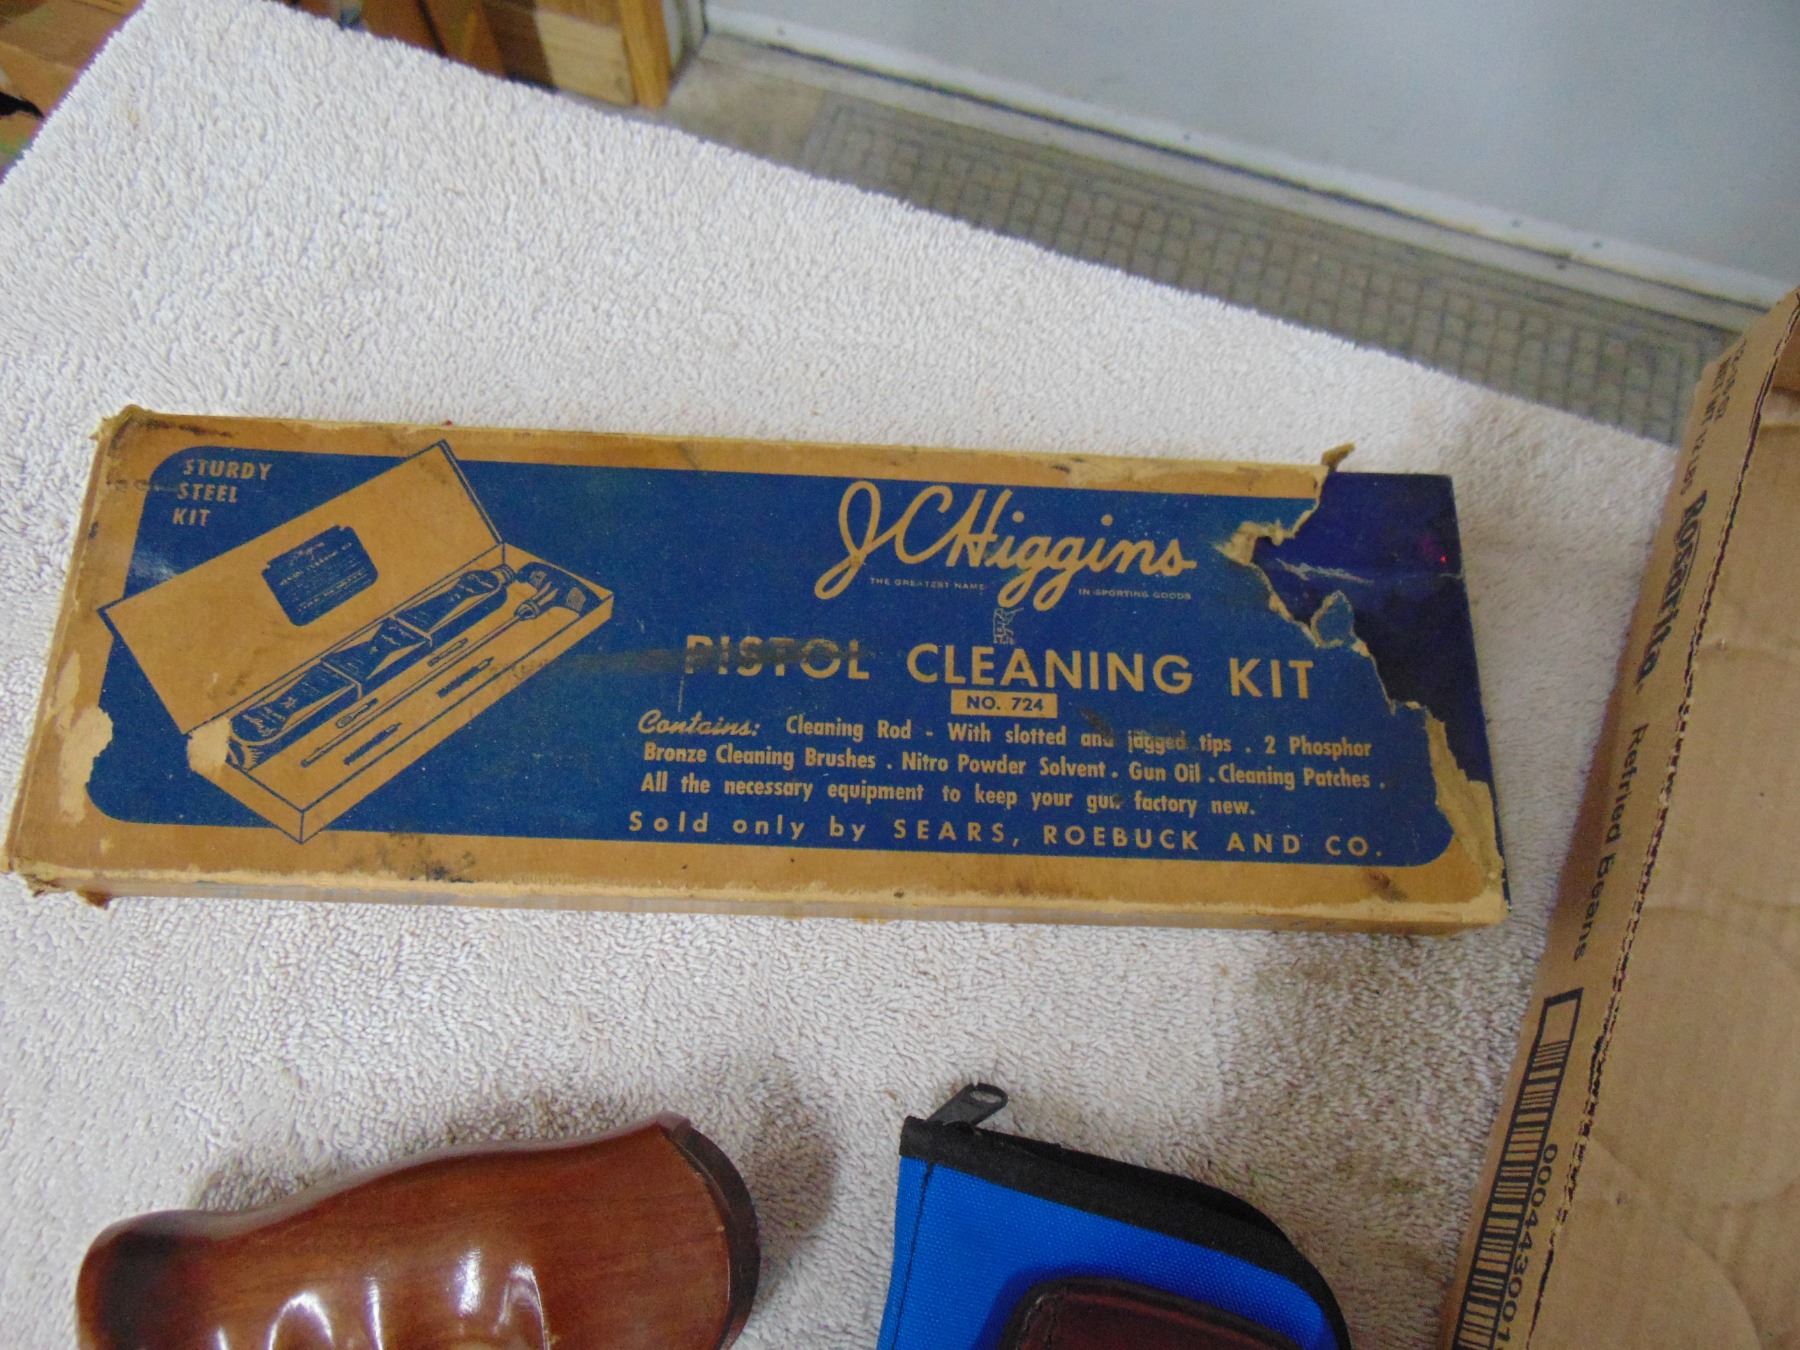 STURDY
STEEL
KIT
JCHiggins
THE GREATEST NAME IN SPORTING GOODS
PISTOL CLEANING KIT
NO. 724
Contains: Cleaning Rod - With slotted and jagged tips . 2 Phosphor
Bronze Cleaning Brushes . Nitro Powder Solvent . Gun Oil . Cleaning Patches .
All the necessary equipment to keep your gun factory new.
Sold only by SEARS, ROEBUCK AND CO.
Rosarita. Refried Beans